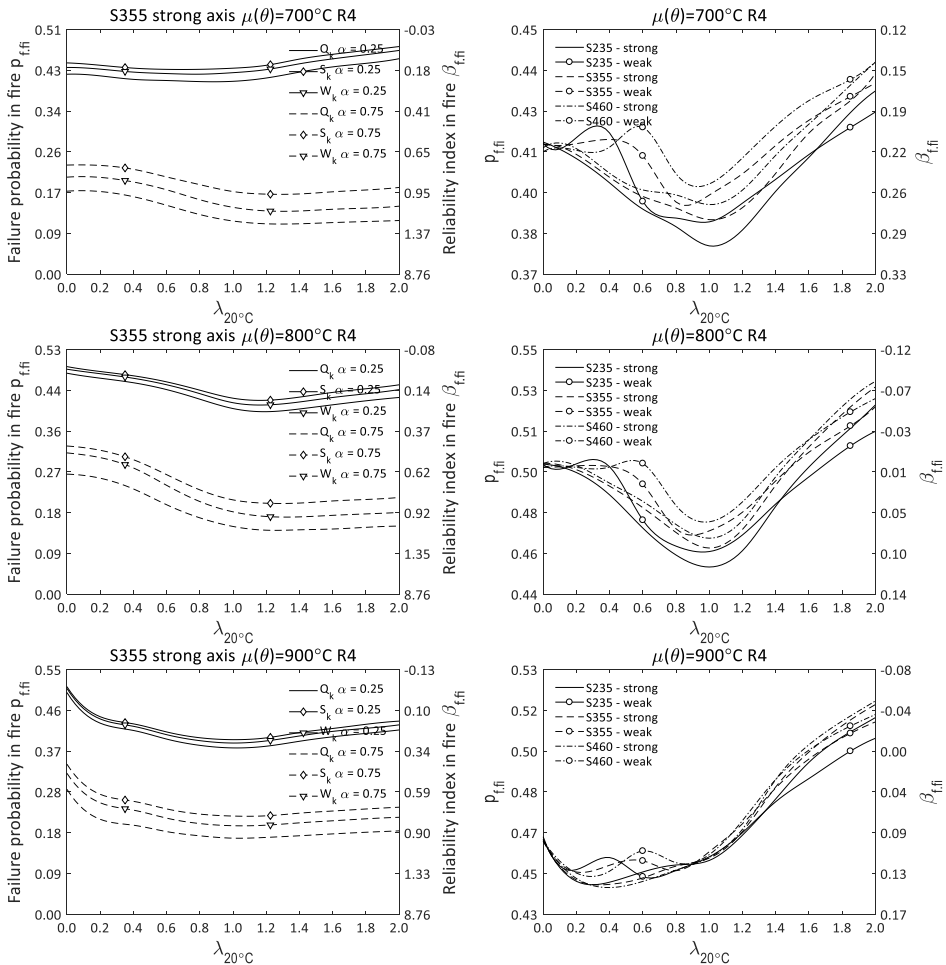 S355 strong axis μ(θ)=700°C R4
Failure probability in fire p_f.fi
0.51
0.43
0.34
0.26
0.17
0.09
0.00
-0.03
0.18
0.41
0.65
0.95
1.37
8.76
Reliability index in fire β_f.fi
0.0 0.2 0.4 0.6 0.8 1.0 1.2 1.4 1.6 1.8 2.0
λ_20°C
Q_k α = 0.25
S_k α = 0.25
W_k α = 0.25
Q_k α = 0.75
S_k α = 0.75
W_k α = 0.75
μ(θ)=700°C R4
p_f.fi
0.45
0.44
0.43
0.41
0.40
0.38
0.37
0.12
0.15
0.19
0.22
0.26
0.29
0.33
β_f.fi
0.0 0.2 0.4 0.6 0.8 1.0 1.2 1.4 1.6 1.8 2.0
λ_20°C
S235 - strong
S235 - weak
S355 - strong
S355 - weak
S460 - strong
S460 - weak
S355 strong axis μ(θ)=800°C R4
Failure probability in fire p_f.fi
0.53
0.44
0.36
0.27
0.18
0.09
0.00
-0.08
0.14
0.37
0.62
0.92
1.35
8.76
Reliability index in fire β_f.fi
0.0 0.2 0.4 0.6 0.8 1.0 1.2 1.4 1.6 1.8 2.0
λ_20°C
Q_k α = 0.25
S_k α = 0.25
W_k α = 0.25
Q_k α = 0.75
S_k α = 0.75
W_k α = 0.75
μ(θ)=800°C R4
p_f.fi
0.55
0.53
0.51
0.50
0.48
0.46
0.44
-0.12
-0.07
-0.03
0.01
0.05
0.10
0.14
β_f.fi
0.0 0.2 0.4 0.6 0.8 1.0 1.2 1.4 1.6 1.8 2.0
λ_20°C
S235 - strong
S235 - weak
S355 - strong
S355 - weak
S460 - strong
S460 - weak
S355 strong axis μ(θ)=900°C R4
Failure probability in fire p_f.fi
0.55
0.46
0.37
0.28
0.18
0.09
0.00
-0.13
0.10
0.34
0.59
0.90
1.33
8.76
Reliability index in fire β_f.fi
0.0 0.2 0.4 0.6 0.8 1.0 1.2 1.4 1.6 1.8 2.0
λ_20°C
Q_k α = 0.25
S_k α = 0.25
W_k α = 0.25
Q_k α = 0.75
S_k α = 0.75
W_k α = 0.75
μ(θ)=900°C R4
p_f.fi
0.53
0.52
0.50
0.48
0.47
0.45
0.43
-0.08
-0.04
0.00
0.04
0.09
0.13
0.17
β_f.fi
0.0 0.2 0.4 0.6 0.8 1.0 1.2 1.4 1.6 1.8 2.0
λ_20°C
S235 - strong
S235 - weak
S355 - strong
S355 - weak
S460 - strong
S460 - weak